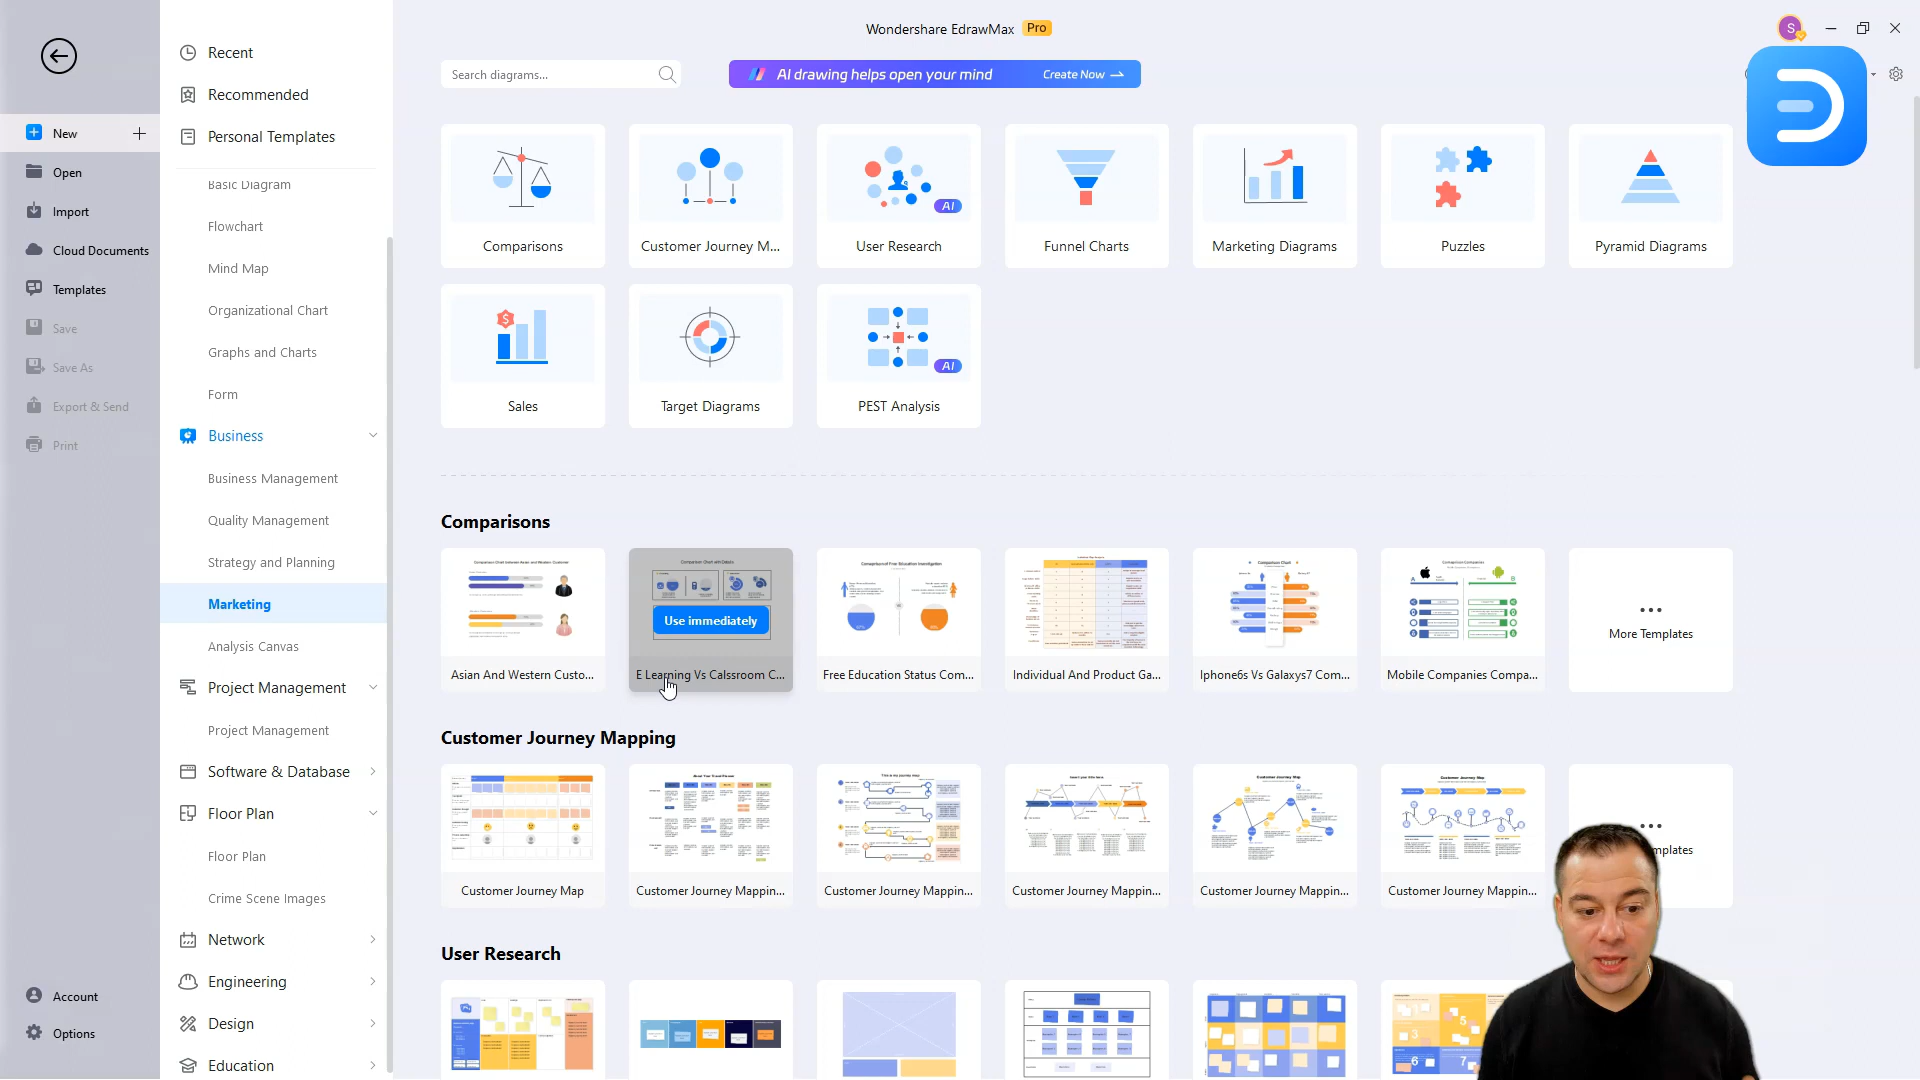 Wondershare EdrawMax Pro
S
Search diagrams...
AI drawing helps open your mind
Create Now
New
Open
Import
Cloud Documents
Templates
Save
Save As
Export & Send
Print
Account
Options
Recent
Recommended
Personal Templates
Basic Diagram
Flowchart
Mind Map
Organizational Chart
Graphs and Charts
Form
Business
Business Management
Quality Management
Strategy and Planning
Marketing
Analysis Canvas
Project Management
Project Management
Software & Database
Floor Plan
Floor Plan
Crime Scene Images
Network
Engineering
Design
Education
Comparisons
Customer Journey M...
AI
User Research
Funnel Charts
Marketing Diagrams
Puzzles
Pyramid Diagrams
Sales
Target Diagrams
AI
PEST Analysis
Comparisons
Use immediately
Asian And Western Custo...
E Learning Vs Calssroom C...
Free Education Status Com...
Individual And Product Ga...
Iphone6s Vs Galaxys7 Com...
Mobile Companies Compa...
More Templates
Customer Journey Mapping
Customer Journey Map
Customer Journey Mappin...
Customer Journey Mappin...
Customer Journey Mappin...
Customer Journey Mappin...
Customer Journey Mappin...
User Research